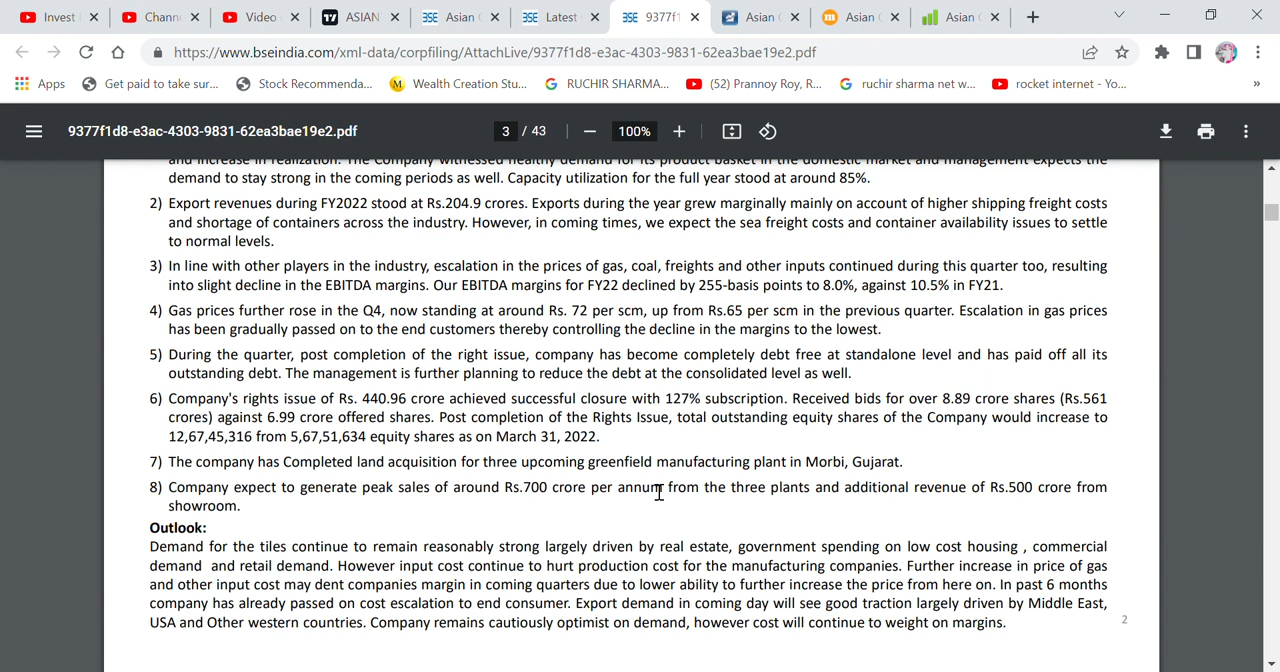 Invest
Chann
Video
ASIAN
Asian
Latest
9377f1
Asian
Asian
Asian
https://www.bseindia.com/xml-data/corpfiling/AttachLive/9377f1d8-e3ac-4303-9831-62ea3bae19e2.pdf
Apps Get paid to take sur... Stock Recommenda... Wealth Creation Stu... RUCHIR SHARMA... (52) Prannoy Roy, R... ruchir sharma net w... rocket internet - Yo... »
9377f1d8-e3ac-4303-9831-62ea3bae19e2.pdf 3 / 43 100%
and increase in realization. The Company witnessed healthy demand for its product basket in the domestic market and management expects the
demand to stay strong in the coming periods as well. Capacity utilization for the full year stood at around 85%.
2) Export revenues during FY2022 stood at Rs.204.9 crores. Exports during the year grew marginally mainly on account of higher shipping freight costs
and shortage of containers across the industry. However, in coming times, we expect the sea freight costs and container availability issues to settle
to normal levels.
3) In line with other players in the industry, escalation in the prices of gas, coal, freights and other inputs continued during this quarter too, resulting
into slight decline in the EBITDA margins. Our EBITDA margins for FY22 declined by 255-basis points to 8.0%, against 10.5% in FY21.
4) Gas prices further rose in the Q4, now standing at around Rs. 72 per scm, up from Rs.65 per scm in the previous quarter. Escalation in gas prices
has been gradually passed on to the end customers thereby controlling the decline in the margins to the lowest.
5) During the quarter, post completion of the right issue, company has become completely debt free at standalone level and has paid off all its
outstanding debt. The management is further planning to reduce the debt at the consolidated level as well.
6) Company's rights issue of Rs. 440.96 crore achieved successful closure with 127% subscription. Received bids for over 8.89 crore shares (Rs.561
crores) against 6.99 crore offered shares. Post completion of the Rights Issue, total outstanding equity shares of the Company would increase to
12,67,45,316 from 5,67,51,634 equity shares as on March 31, 2022.
7) The company has Completed land acquisition for three upcoming greenfield manufacturing plant in Morbi, Gujarat.
8) Company expect to generate peak sales of around Rs.700 crore per annum from the three plants and additional revenue of Rs.500 crore from
showroom.
Outlook:
Demand for the tiles continue to remain reasonably strong largely driven by real estate, government spending on low cost housing , commercial
demand and retail demand. However input cost continue to hurt production cost for the manufacturing companies. Further increase in price of gas
and other input cost may dent companies margin in coming quarters due to lower ability to further increase the price from here on. In past 6 months
company has already passed on cost escalation to end consumer. Export demand in coming day will see good traction largely driven by Middle East,
USA and Other western countries. Company remains cautiously optimist on demand, however cost will continue to weight on margins.
2